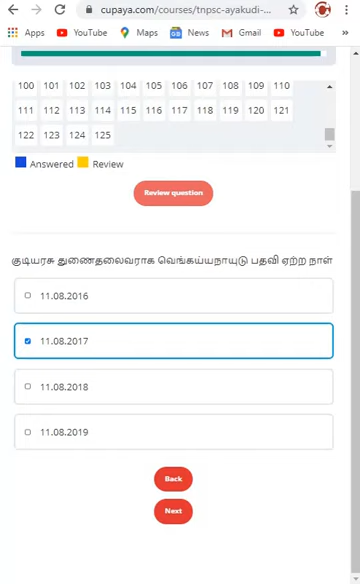 cupaya.com/courses/tnpsc-ayakudi-...
Apps YouTube Maps News Gmail YouTube »
100 101 102 103 104 105 106 107 108 109 110
111 112 113 114 115 116 117 118 119 120 121
122 123 124 125
Answered Review
Review question
குடியரசு துணைதலைவராக வெங்கய்யநாயுடு பதவி ஏற்ற நாள்
11.08.2016
11.08.2017
11.08.2018
11.08.2019
Back
Next